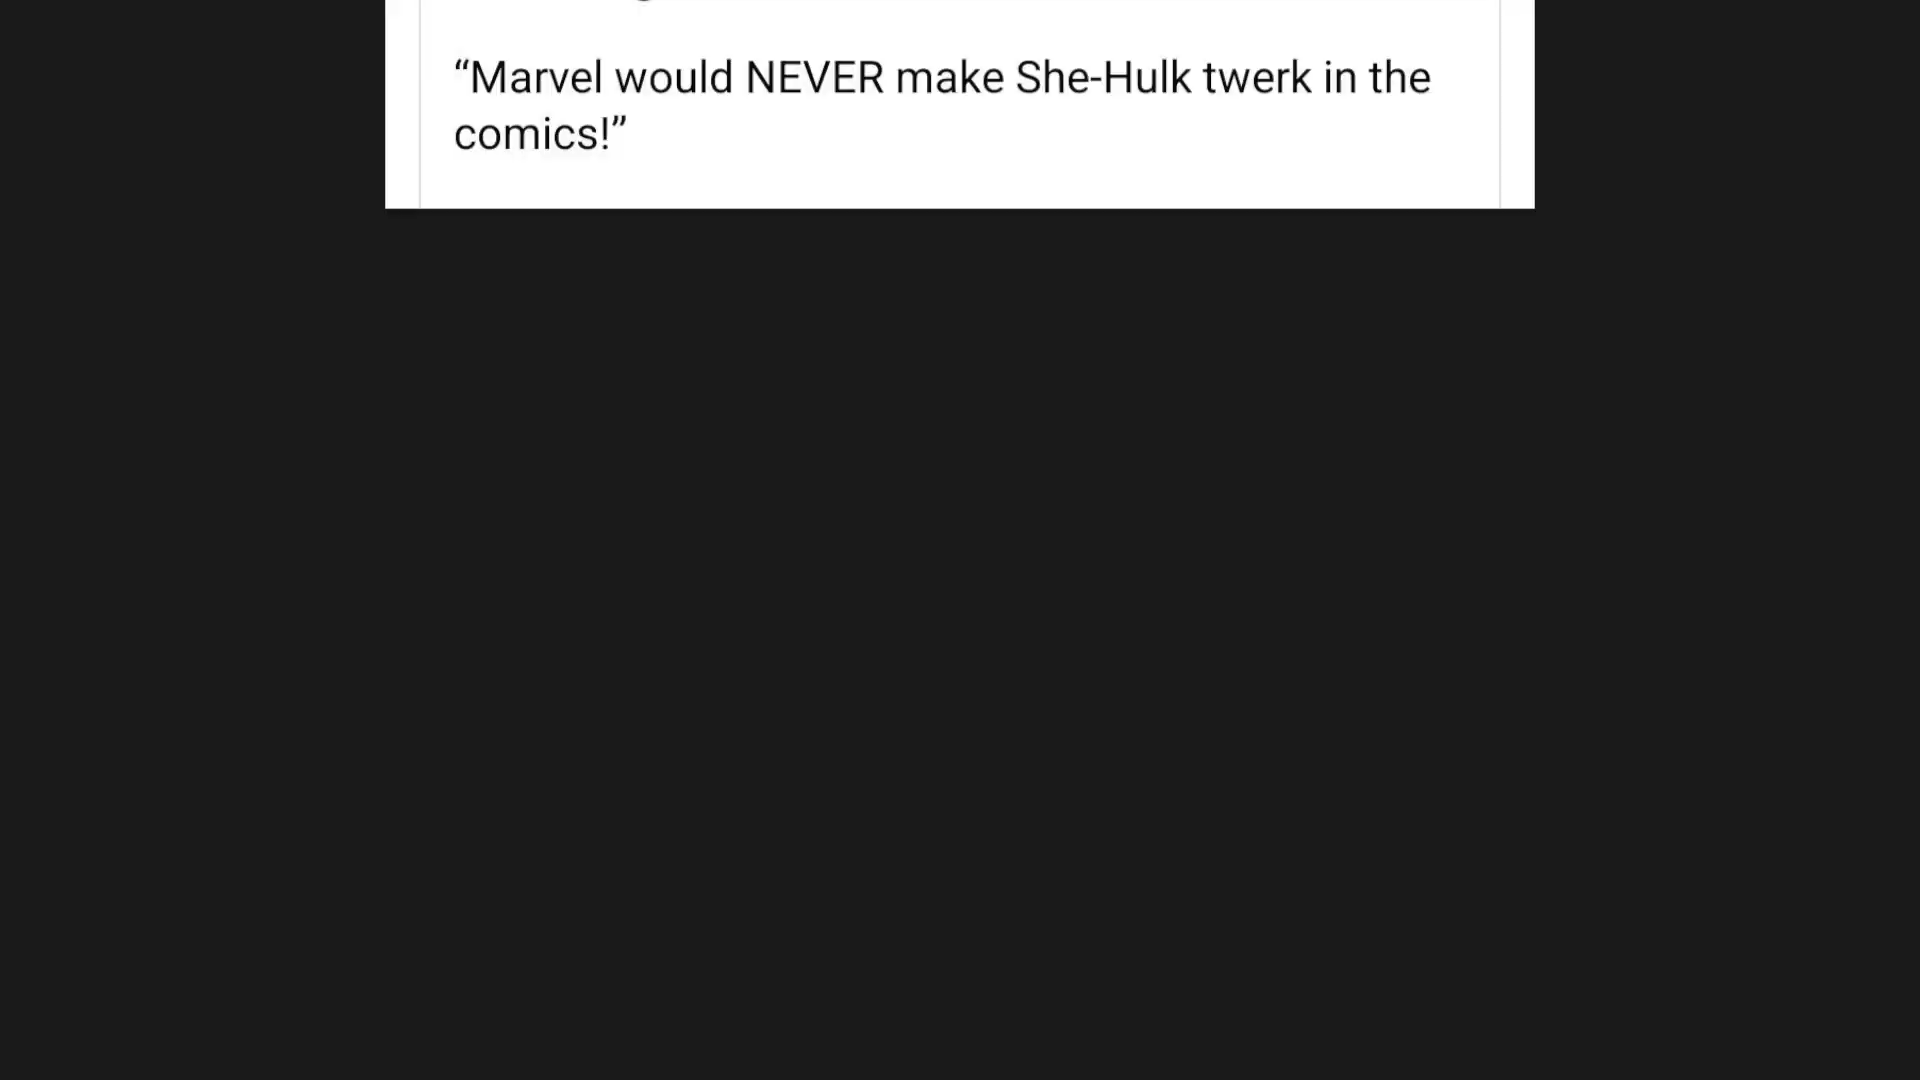 “Marvel would NEVER make She-Hulk twerk in the
comics!”